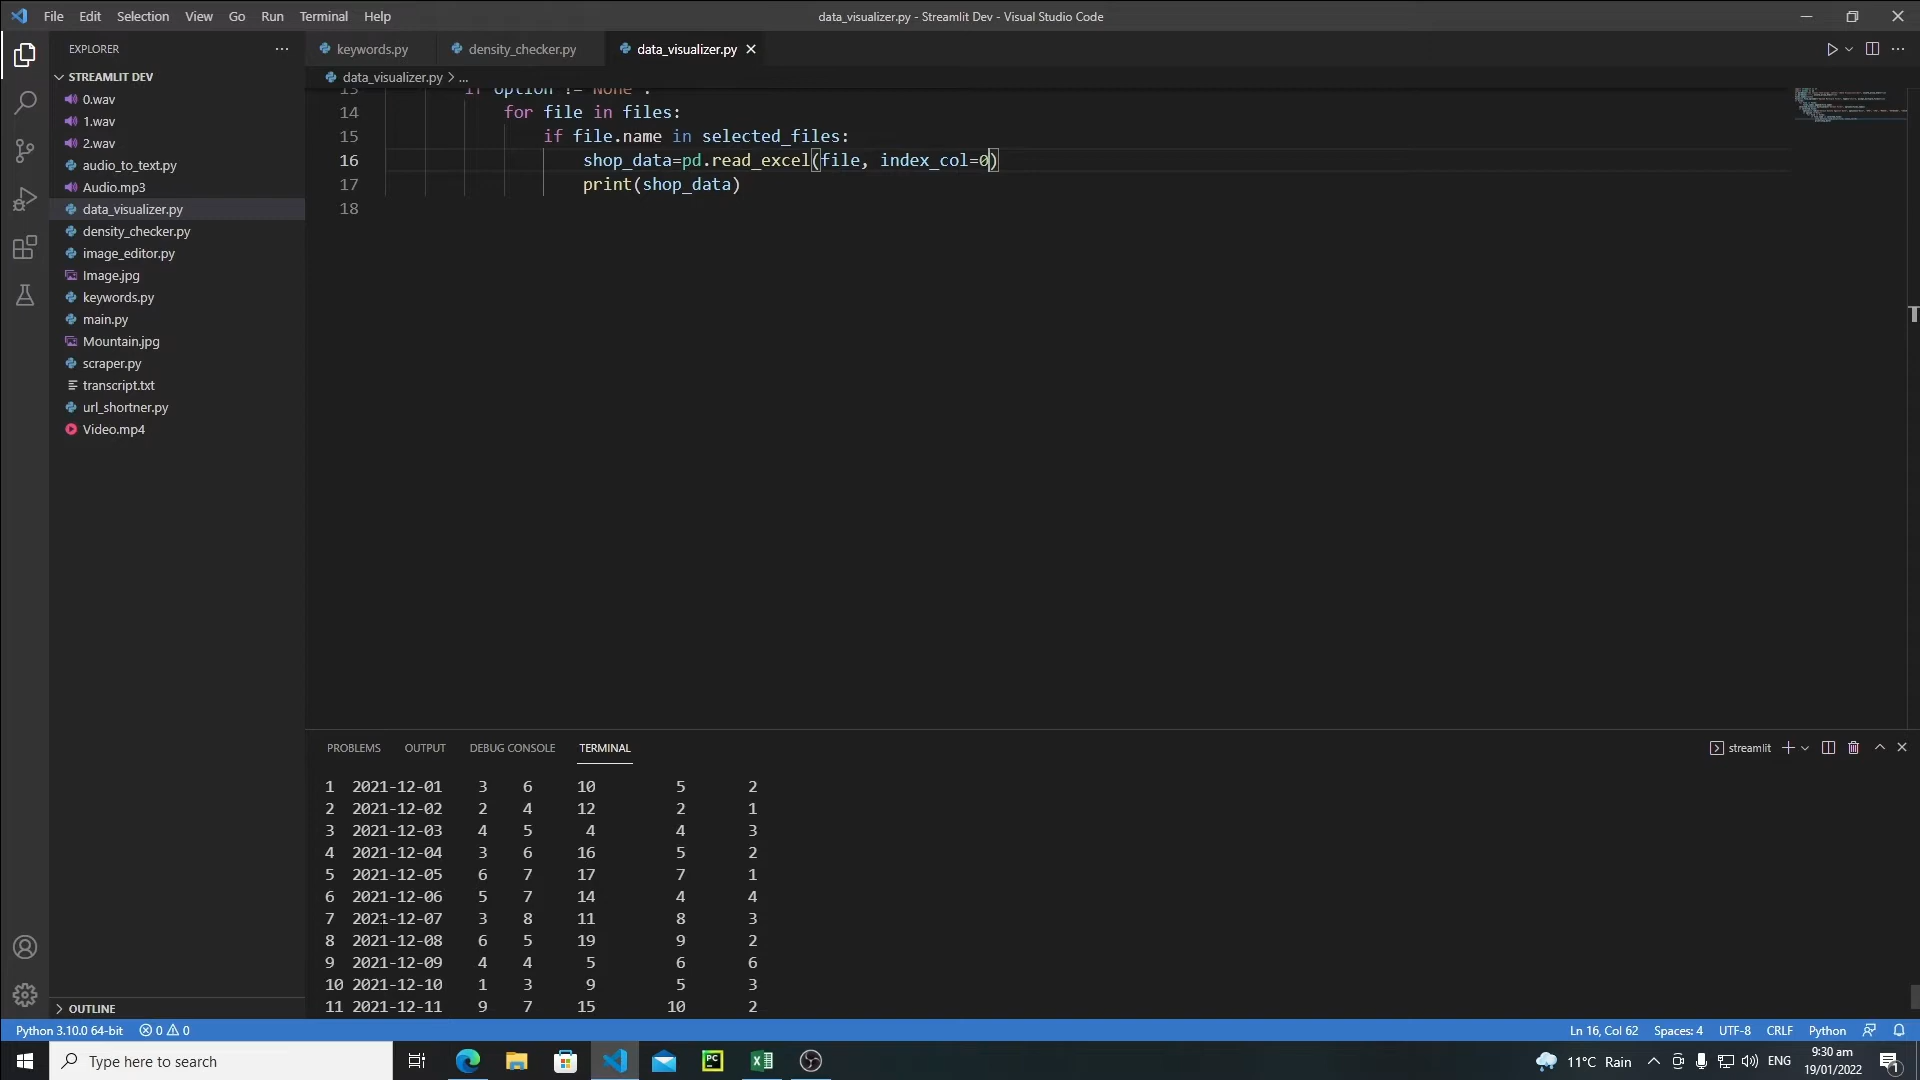 File Edit Selection View Go Run Terminal Help
data_visualizer.py - Streamlit Dev - Visual Studio Code
EXPLORER
STREAMLIT DEV
0.wav
1.wav
2.wav
audio_to_text.py
Audio.mp3
data_visualizer.py
density_checker.py
image_editor.py
Image.jpg
keywords.py
main.py
Mountain.jpg
scraper.py
transcript.txt
url_shortner.py
Video.mp4
OUTLINE
keywords.py density_checker.py data_visualizer.py
data_visualizer.py > ...
13 if option != 'None':
14 for file in files:
15 if file.name in selected_files:
16 shop_data=pd.read_excel(file, index_col=0)
17 print(shop_data)
18
PROBLEMS OUTPUT DEBUG CONSOLE TERMINAL
streamlit
1 2021-12-01 3 6 10 5 2
2 2021-12-02 2 4 12 2 1
3 2021-12-03 4 5 4 4 3
4 2021-12-04 3 6 16 5 2
5 2021-12-05 6 7 17 7 1
6 2021-12-06 5 7 14 4 4
7 2021-12-07 3 8 11 8 3
8 2021-12-08 6 5 19 9 2
9 2021-12-09 4 4 5 6 6
10 2021-12-10 1 3 9 5 3
11 2021-12-11 9 7 15 10 2
Python 3.10.0 64-bit 0 0 Ln 16, Col 62 Spaces: 4 UTF-8 CRLF Python
Type here to search
PC
11°C Rain
ENG
9:30 am
19/01/2022
1